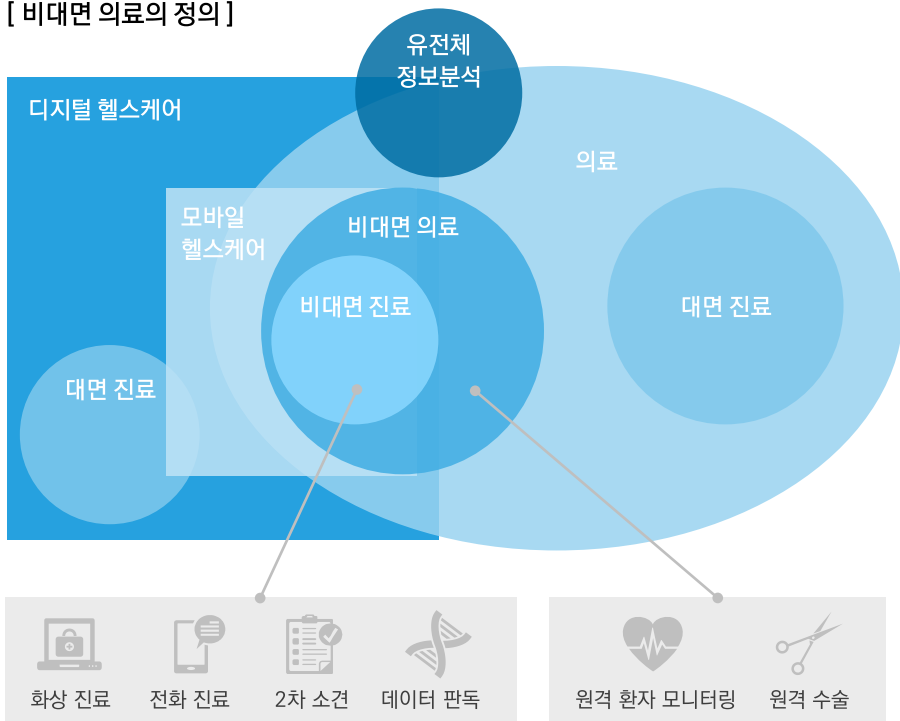 [ 비대면 의료의 정의 ]
유전체
정보분석
디지털 헬스케어
의료
모바일
헬스케어
비대면 의료
비대면 진료
대면 진료
대면 진료
화상 진료
전화 진료
2차 소견
데이터 판독
원격 환자 모니터링
원격 수술